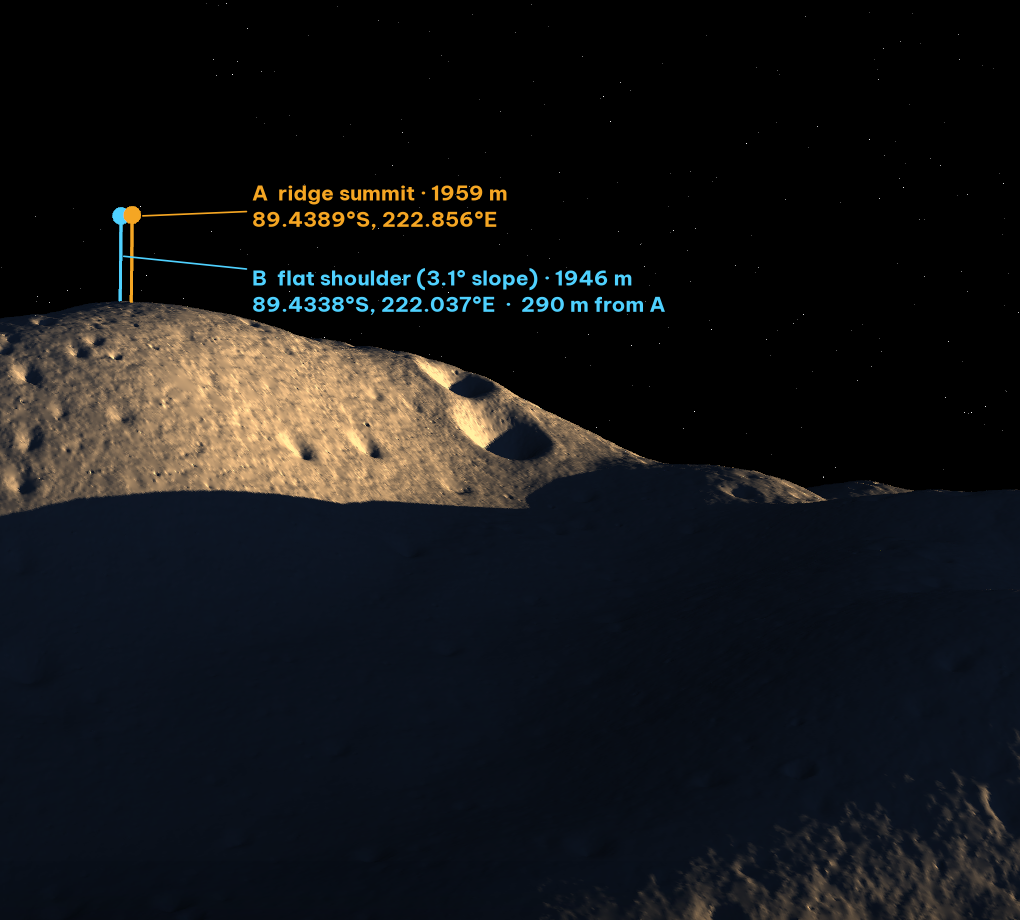 A ridge summit · 1959 m
89.4389°S, 222.856°E
B flat shoulder (3.1° slope) · 1946 m
89.4338°S, 222.037°E · 290 m from A